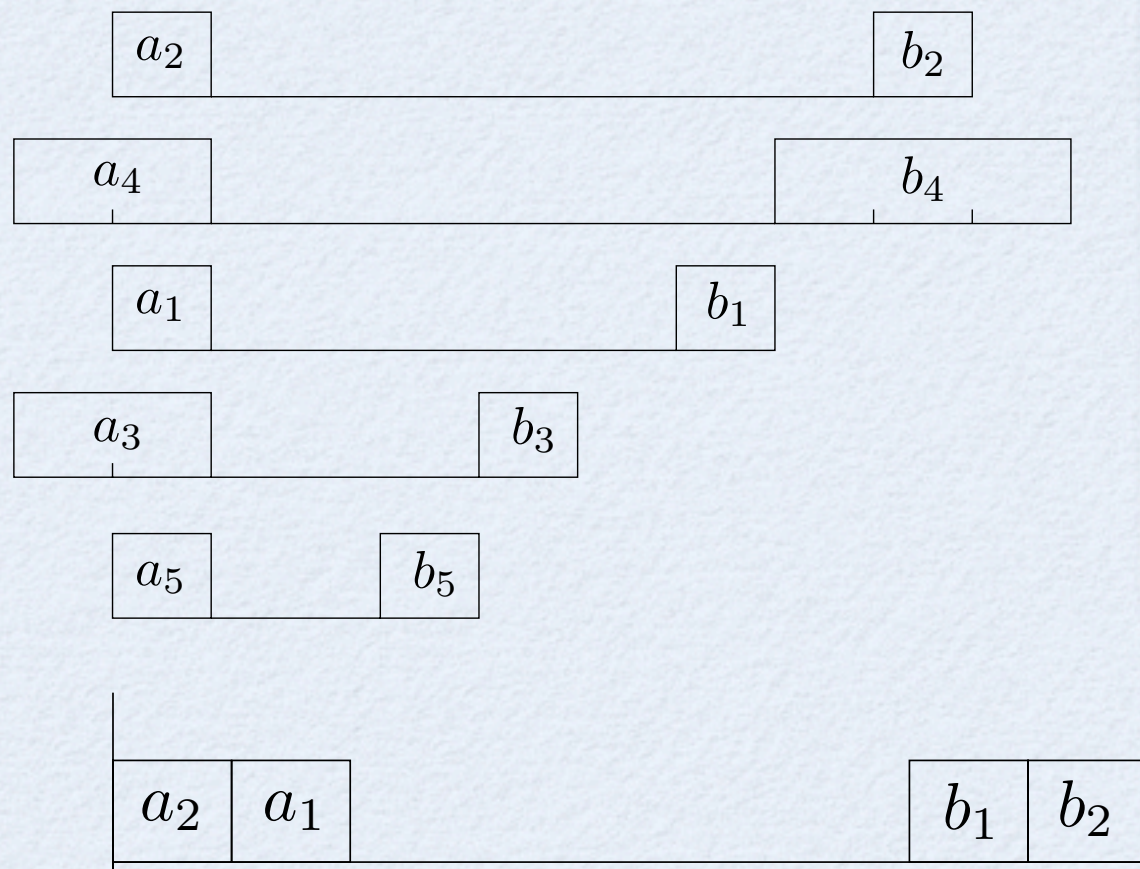 a₂ b₂
a₄ b₄
a₁ b₁
a₃ b₃
a₅ b₅
a₂ a₁ b₁ b₂